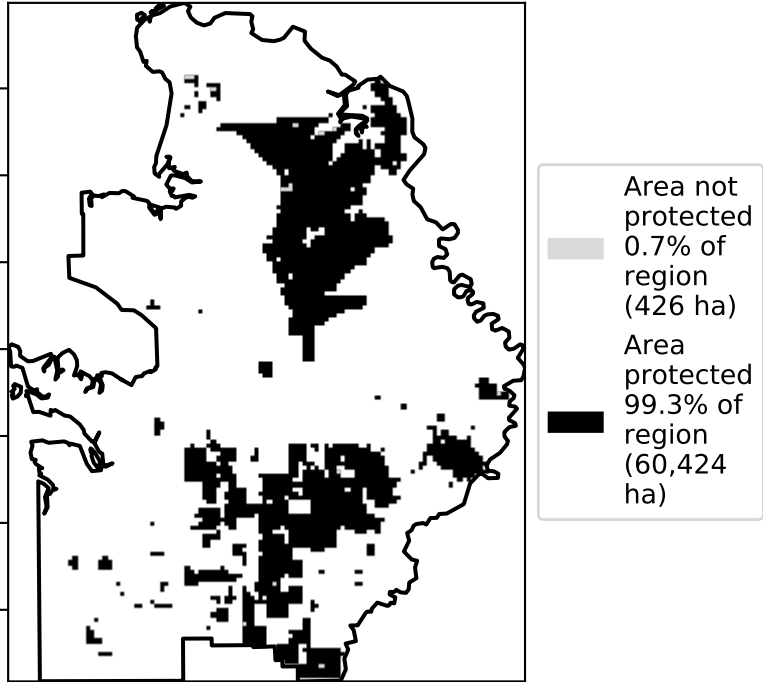 Area not
protected
0.7% of
region
(426 ha)
Area
protected
99.3% of
region
(60,424
ha)